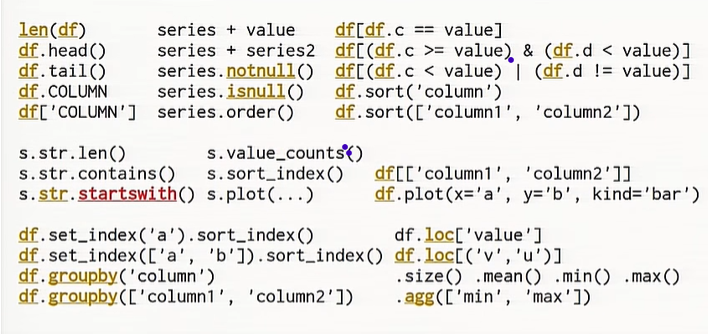 len(df) series + value df[df.c == value]
df.head() series + series2 df[(df.c >= value) & (df.d < value)]
df.tail() series.notnull() df[(df.c < value) | (df.d != value)]
df.COLUMN series.isnull() df.sort('column')
df['COLUMN'] series.order() df.sort(['column1', 'column2'])
s.str.len() s.value_counts()
s.str.contains() s.sort_index() df[['column1', 'column2']]
s.str.startswith() s.plot(...) df.plot(x='a', y='b', kind='bar')
df.set_index('a').sort_index() df.loc['value']
df.set_index(['a', 'b']).sort_index() df.loc[('v','u')]
df.groupby('column') .size() .mean() .min() .max()
df.groupby(['column1', 'column2']) .agg(['min', 'max'])